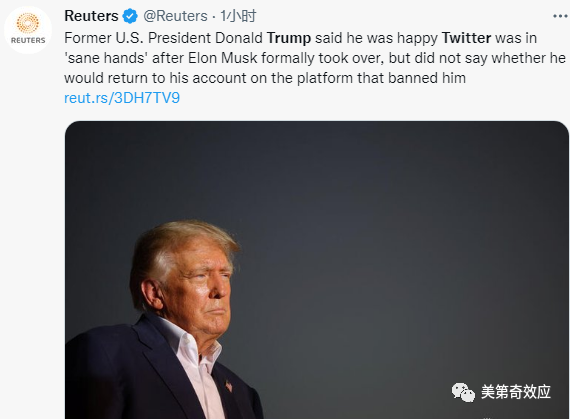 REUTERS
Reuters @Reuters · 1小时
Former U.S. President Donald Trump said he was happy Twitter was in
'sane hands' after Elon Musk formally took over, but did not say whether he
would return to his account on the platform that banned him
reut.rs/3DH7TV9
美第奇效应